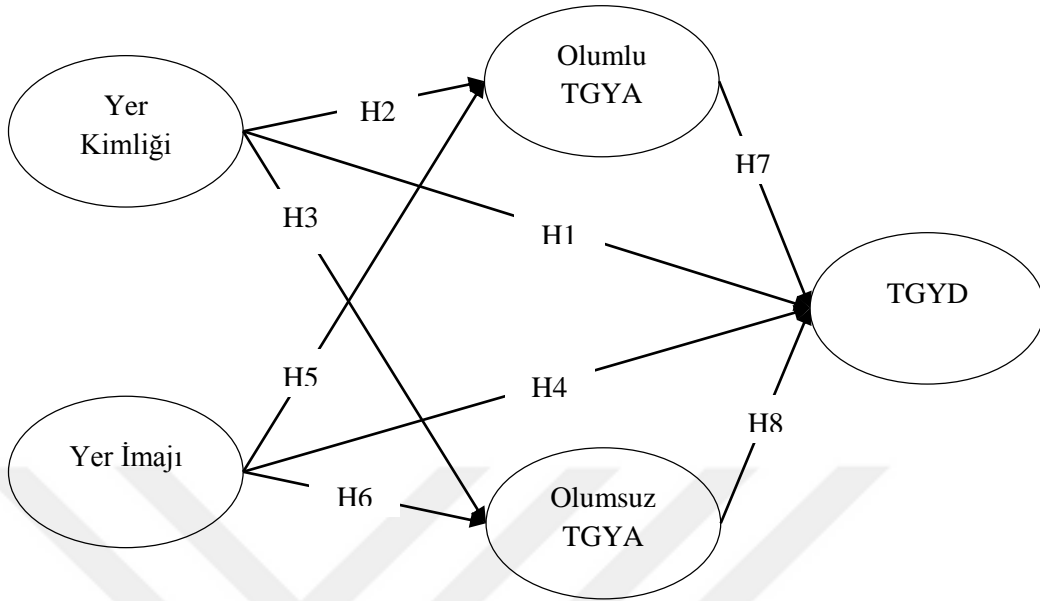 Olumlu
TGYA
Yer
Kimliği
H2
H7
H3
H1
TGYD
H5
H4
H8
Yer İmajı
H6
Olumsuz
TGYA